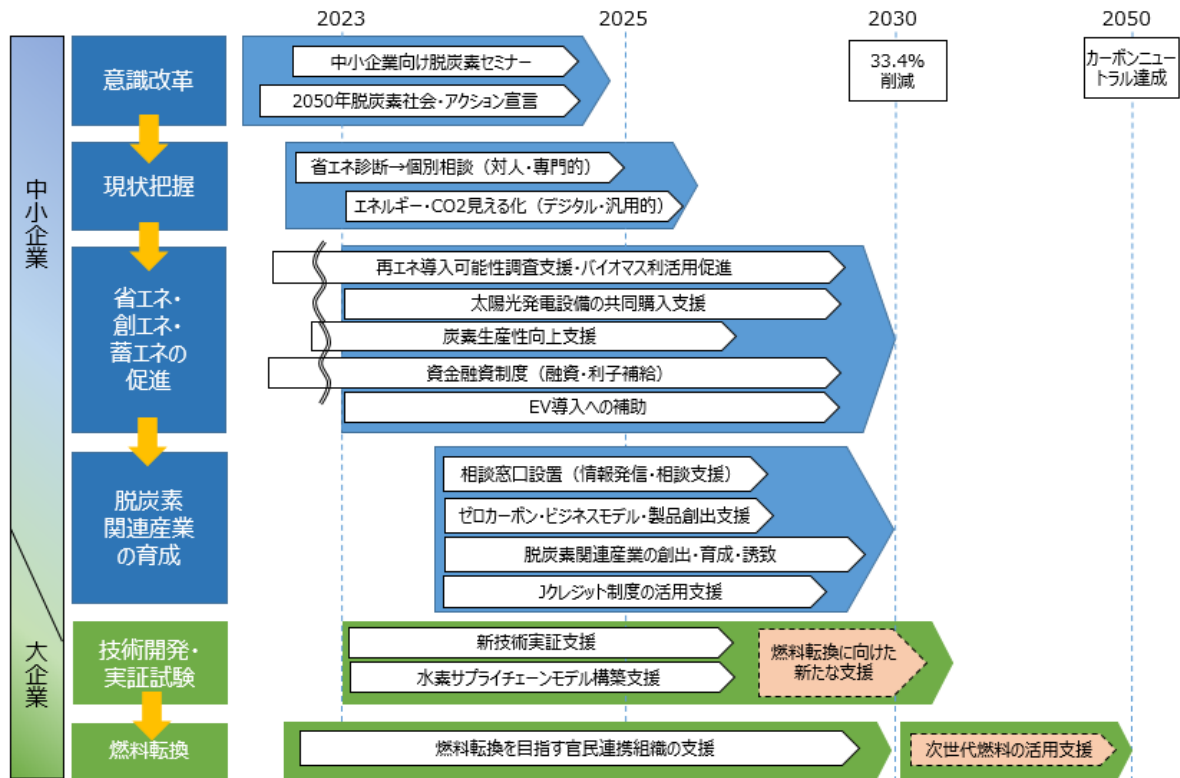 2023
2025
2030
2050
33.4%
削減
カーボンニュー
トラル達成
中小企業
大企業
意識改革
中小企業向け脱炭素セミナー
2050年脱炭素社会・アクション宣言
現状把握
省エネ診断→個別相談（対人・専門的）
エネルギー・CO2見える化（デジタル・汎用的）
省エネ・
創エネ・
蓄エネの
促進
再エネ導入可能性調査支援・バイオマス利活用促進
太陽光発電設備の共同購入支援
炭素生産性向上支援
資金融資制度（融資・利子補給）
EV導入への補助
脱炭素
関連産業
の育成
相談窓口設置（情報発信・相談支援）
ゼロカーボン・ビジネスモデル・製品創出支援
脱炭素関連産業の創出・育成・誘致
Jクレジット制度の活用支援
技術開発・
実証試験
新技術実証支援
水素サプライチェーンモデル構築支援
燃料転換に向けた
新たな支援
燃料転換
燃料転換を目指す官民連携組織の支援
次世代燃料の活用支援